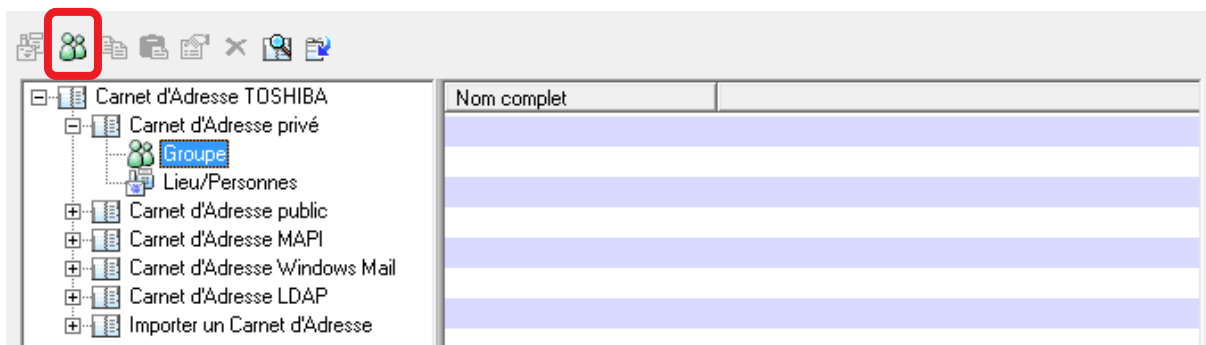 Carnet d'Adresse TOSHIBA
Nom complet
Carnet d'Adresse privé
Groupe
Lieu/Personnes
Carnet d'Adresse public
Carnet d'Adresse MAPI
Carnet d'Adresse Windows Mail
Carnet d'Adresse LDAP
Importer un Carnet d'Adresse